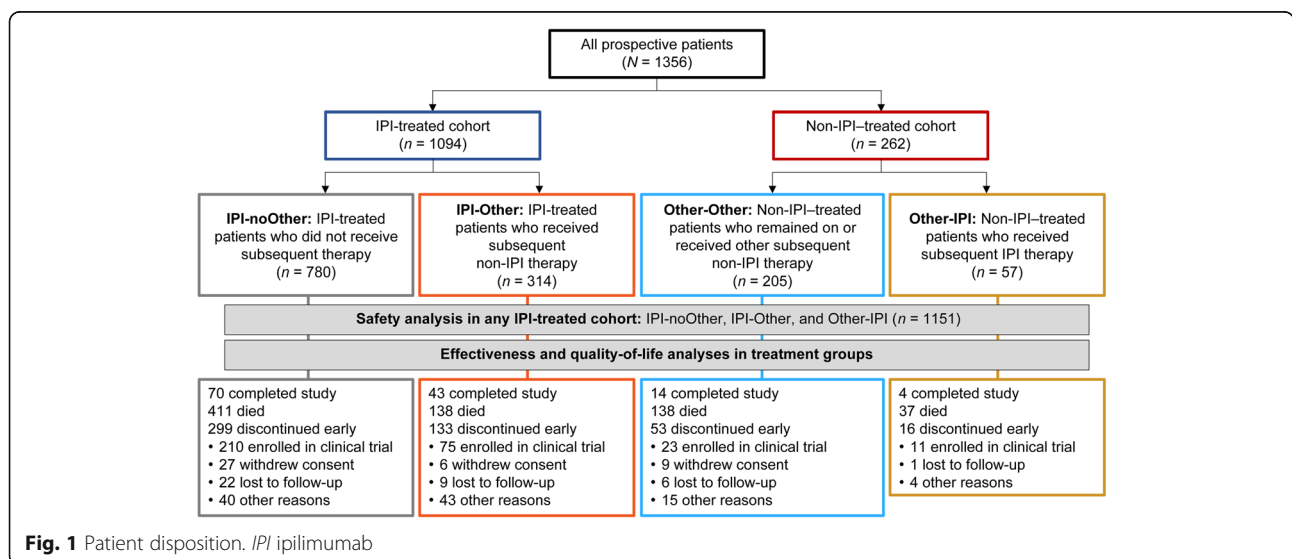 All prospective patients
(N = 1356)
IPI-treated cohort
(n = 1094)
Non-IPI–treated cohort
(n = 262)
IPI-noOther: IPI-treated
patients who did not receive
subsequent therapy
(n = 780)
IPI-Other: IPI-treated
patients who received
subsequent
non-IPI therapy
(n = 314)
Other-Other: Non-IPI–treated
patients who remained on or
received other subsequent
non-IPI therapy
(n = 205)
Other-IPI: Non-IPI–treated
patients who received
subsequent IPI therapy
(n = 57)
Safety analysis in any IPI-treated cohort: IPI-noOther, IPI-Other, and Other-IPI (n = 1151)
Effectiveness and quality-of-life analyses in treatment groups
70 completed study
411 died
299 discontinued early
• 210 enrolled in clinical trial
• 27 withdrew consent
• 22 lost to follow-up
• 40 other reasons
43 completed study
138 died
133 discontinued early
• 75 enrolled in clinical trial
• 6 withdrew consent
• 9 lost to follow-up
• 43 other reasons
14 completed study
138 died
53 discontinued early
• 23 enrolled in clinical trial
• 9 withdrew consent
• 6 lost to follow-up
• 15 other reasons
4 completed study
37 died
16 discontinued early
• 11 enrolled in clinical trial
• 1 lost to follow-up
• 4 other reasons
Fig. 1 Patient disposition. IPI ipilimumab